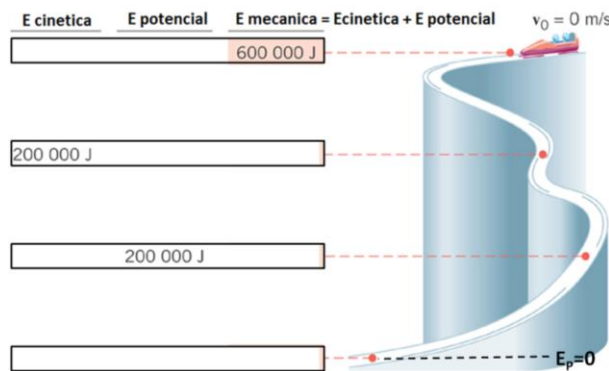 E cinetica E potencial E mecanica = Ecinetica + E potencial v₀ = 0 m/s
600 000 J
200 000 J
200 000 J
Eₚ=0